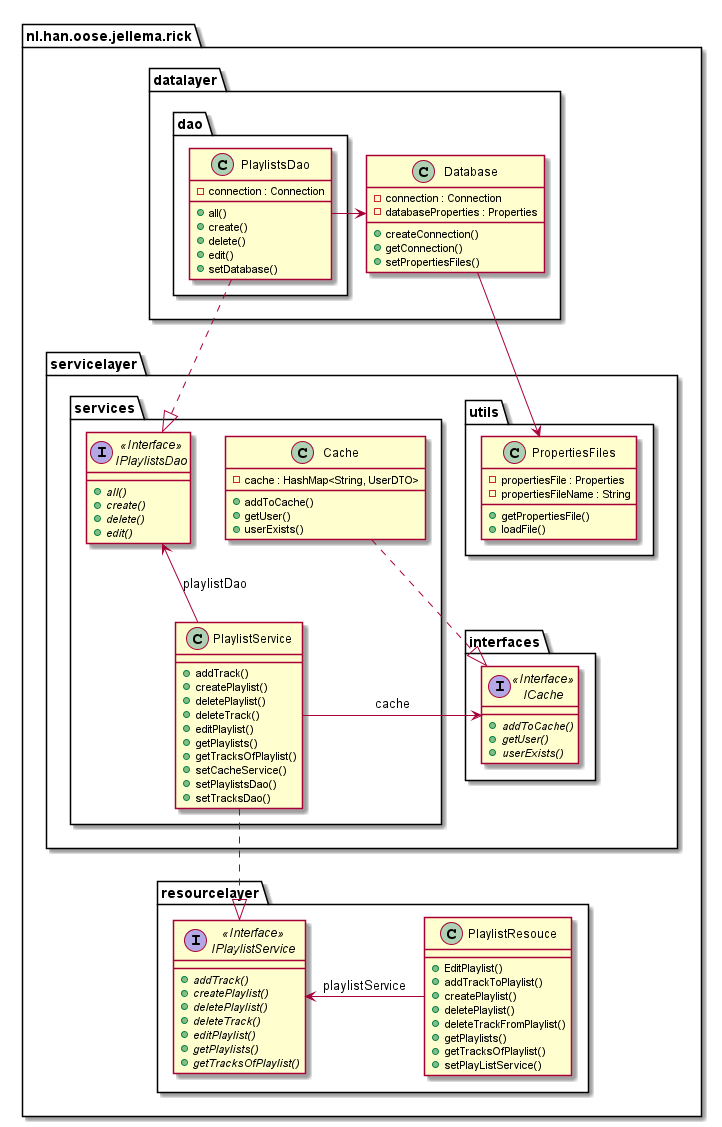 nl.han.oose.jellema.rick
datalayer
dao
C PlaylistsDao
connection : Connection
all()
create()
delete()
edit()
setDatabase()
C Database
connection : Connection
databaseProperties : Properties
createConnection()
getConnection()
setPropertiesFiles()
servicelayer
services
I «Interface»
IPlaylistsDao
all()
create()
delete()
edit()
C Cache
cache : HashMap<String, UserDTO>
addToCache()
getUser()
userExists()
utils
C PropertiesFiles
propertiesFile : Properties
propertiesFileName : String
getPropertiesFile()
loadFile()
playlistDao
C PlaylistService
addTrack()
createPlaylist()
deletePlaylist()
deleteTrack()
editPlaylist()
getPlaylists()
getTracksOfPlaylist()
setCacheService()
setPlaylistsDao()
setTracksDao()
cache
interfaces
I «Interface»
ICache
addToCache()
getUser()
userExists()
resourcelayer
I «Interface»
IPlaylistService
addTrack()
createPlaylist()
deletePlaylist()
deleteTrack()
editPlaylist()
getPlaylists()
getTracksOfPlaylist()
playlistService
C PlaylistResouce
EditPlaylist()
addTrackToPlaylist()
createPlaylist()
deletePlaylist()
deleteTrackFromPlaylist()
getPlaylists()
getTracksOfPlaylist()
setPlayListService()